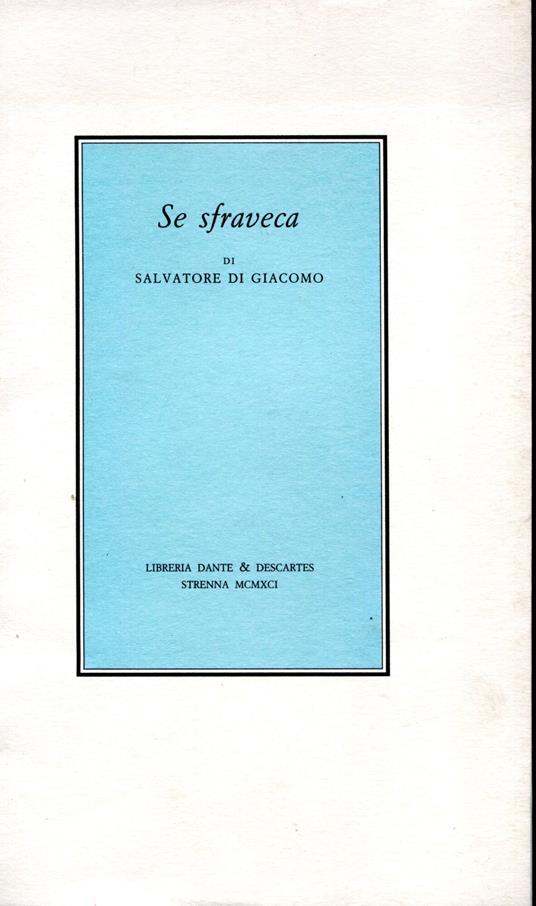 Se sfraveca
DI
SALVATORE DI GIACOMO
LIBRERIA DANTE & DESCARTES
STRENNA MCMXCI